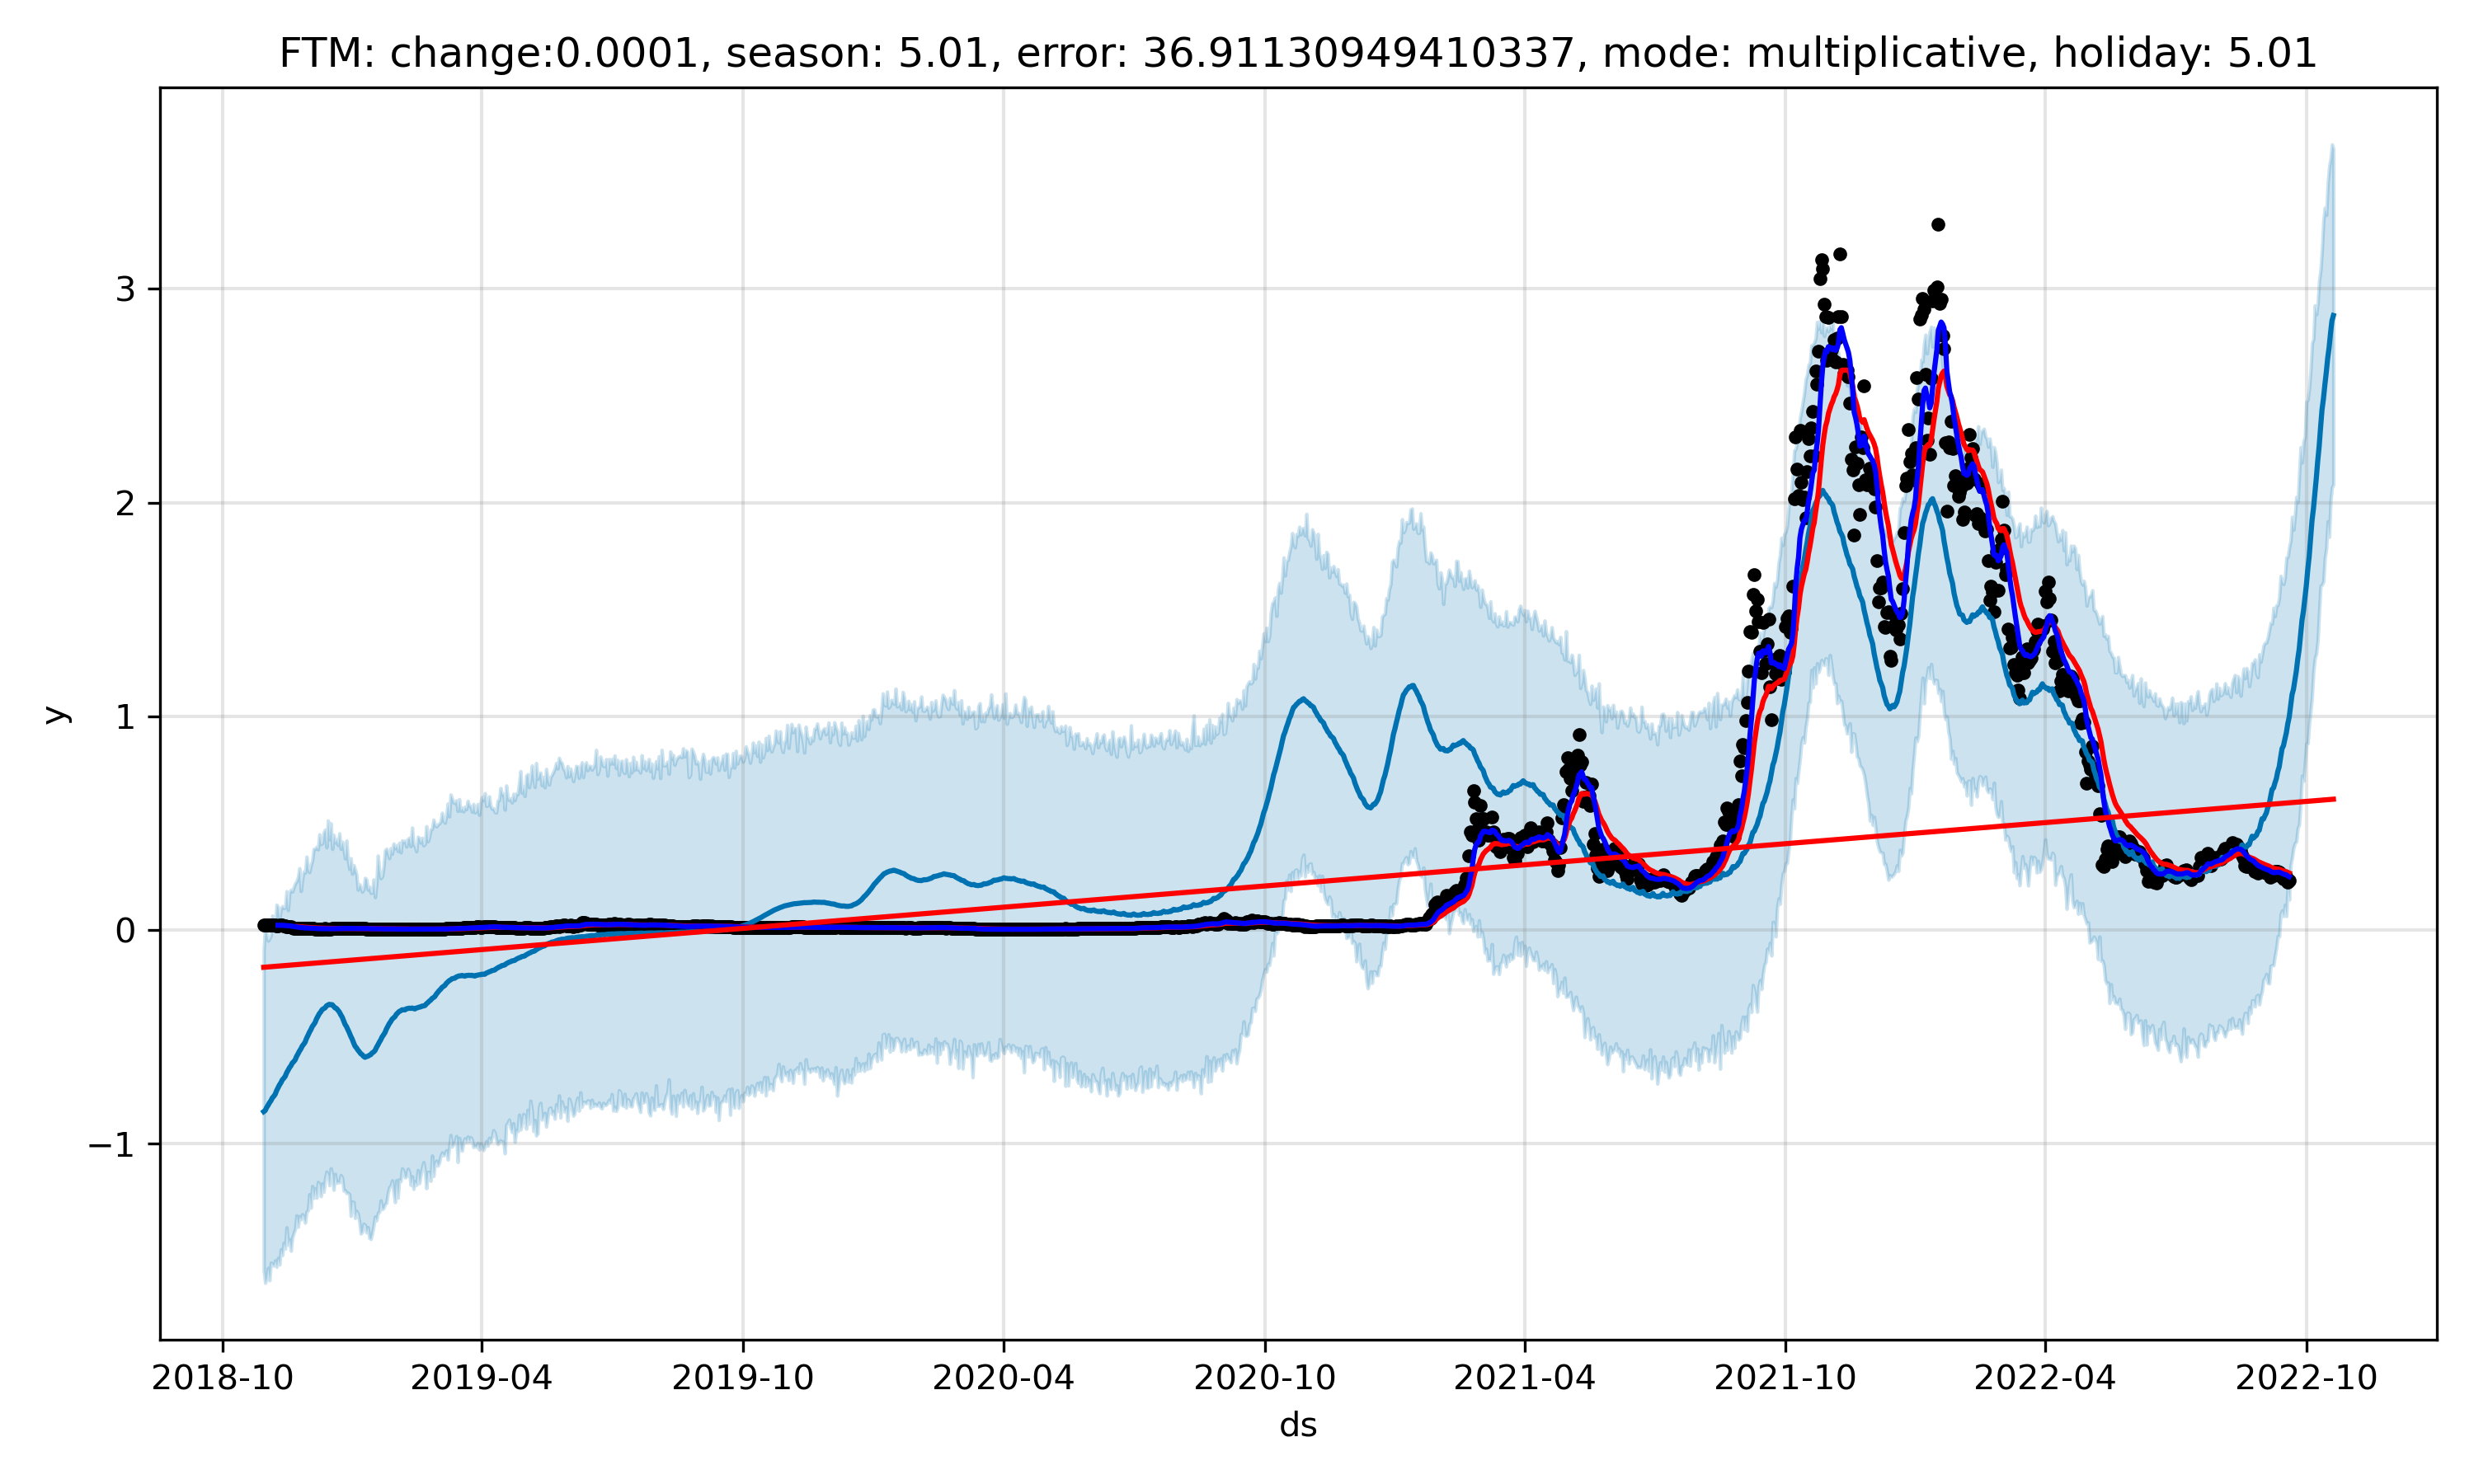 FTM: change:0.0001, season: 5.01, error: 36.91130949410337, mode: multiplicative, holiday: 5.01
y
3
2
1
0
−1
2018-10 2019-04 2019-10 2020-04 2020-10 2021-04 2021-10 2022-04 2022-10
ds